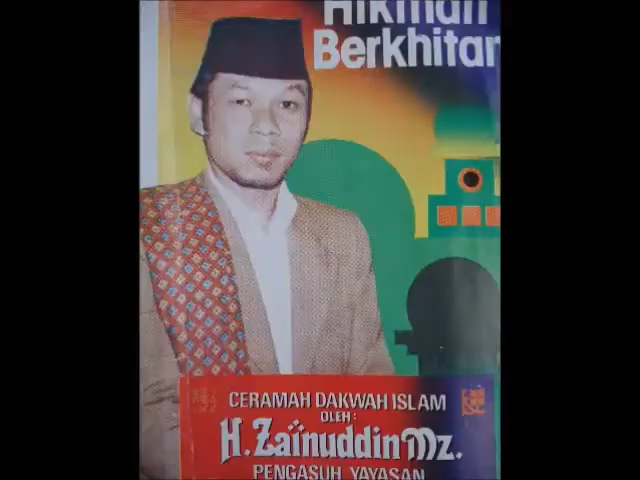 Hikmah
Berkhitan
CERAMAH DAKWAH ISLAM
OLEH:
H. Zainuddin Mz.
PENGASUH YAYASAN